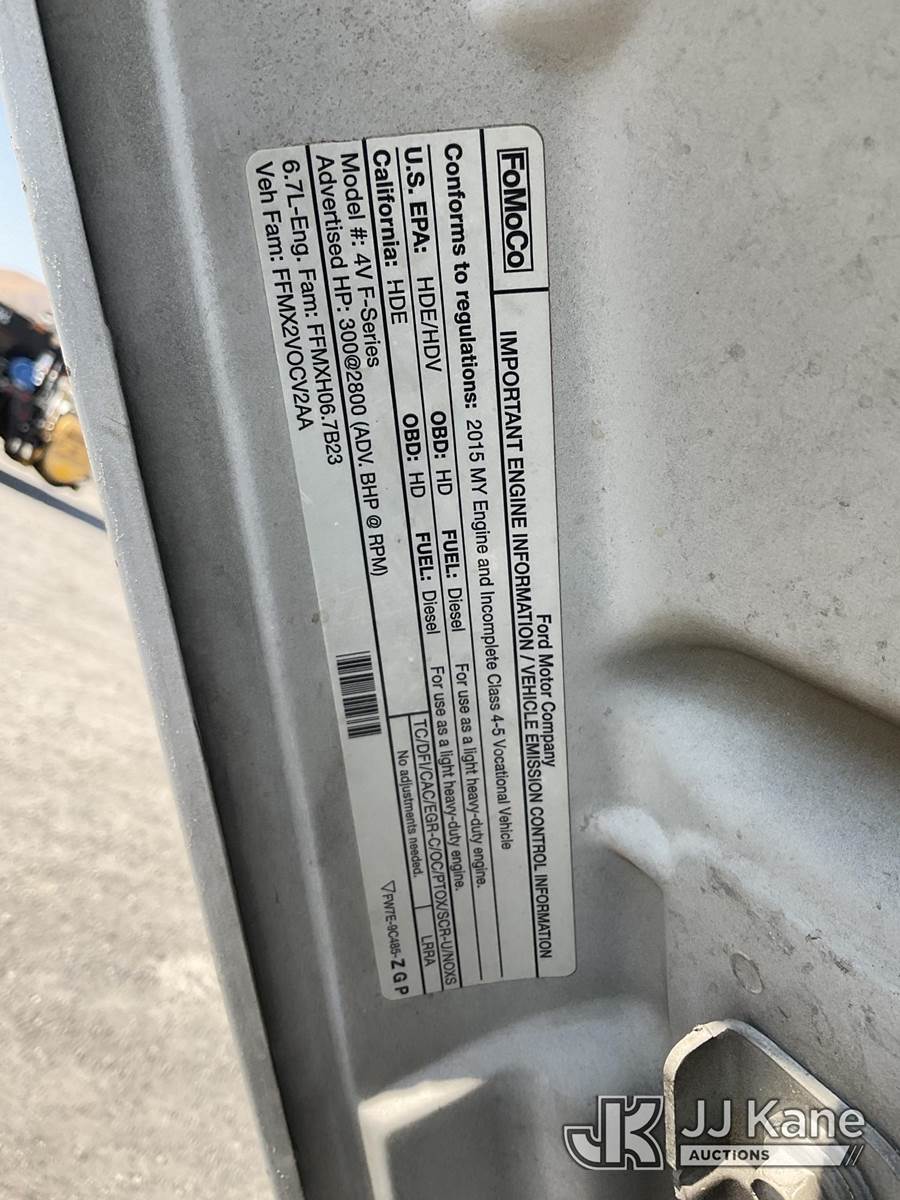 FoMoCo
Ford Motor Company
IMPORTANT ENGINE INFORMATION / VEHICLE EMISSION CONTROL INFORMATION
Conforms to regulations: 2015 MY Engine and Incomplete Class 4-5 Vocational Vehicle
U.S. EPA: HDE/HDV OBD: HD FUEL: Diesel For use as a light heavy-duty engine.
California: HDE OBD: HD FUEL: Diesel For use as a light heavy-duty engine.
Model #: 4V F-Series
TC/DFI/CAC/EGR-C/OC/PTOX/SCR-U/NOXS
Advertised HP: 300@2800 (ADV. BHP @ RPM)
No adjustments needed. LRRA
6.7L-Eng. Fam: FFMXH06.7B23
Veh Fam: FFMX2VOCV2AA
FW7E-9C485-Z G P
JK JJ Kane
AUCTIONS